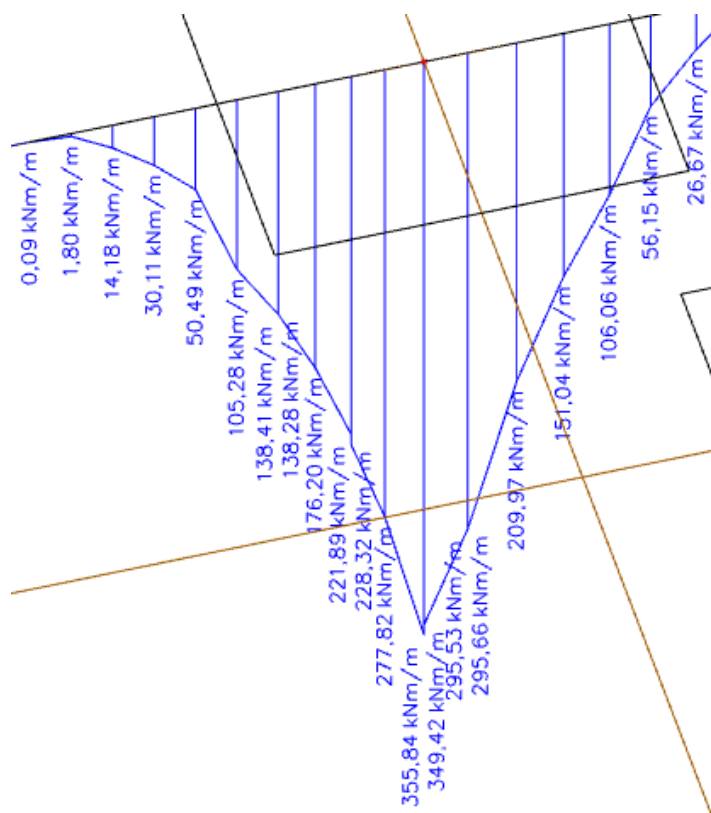 0,09 kNm/m
1,80 kNm/m
14,18 kNm/m
30,11 kNm/m
50,49 kNm/m
105,28 kNm/m
138,41 kNm/m
138,28 kNm/m
176,20 kNm/m
221,89 kNm/m
228,32 kNm/m
277,82 kNm/m
355,84 kNm/m
349,42 kNm/m
295,53 kNm/m
295,66 kNm/m
209,97 kNm/m
151,04 kNm/m
106,06 kNm/m
56,15 kNm/m
26,67 kNm/m